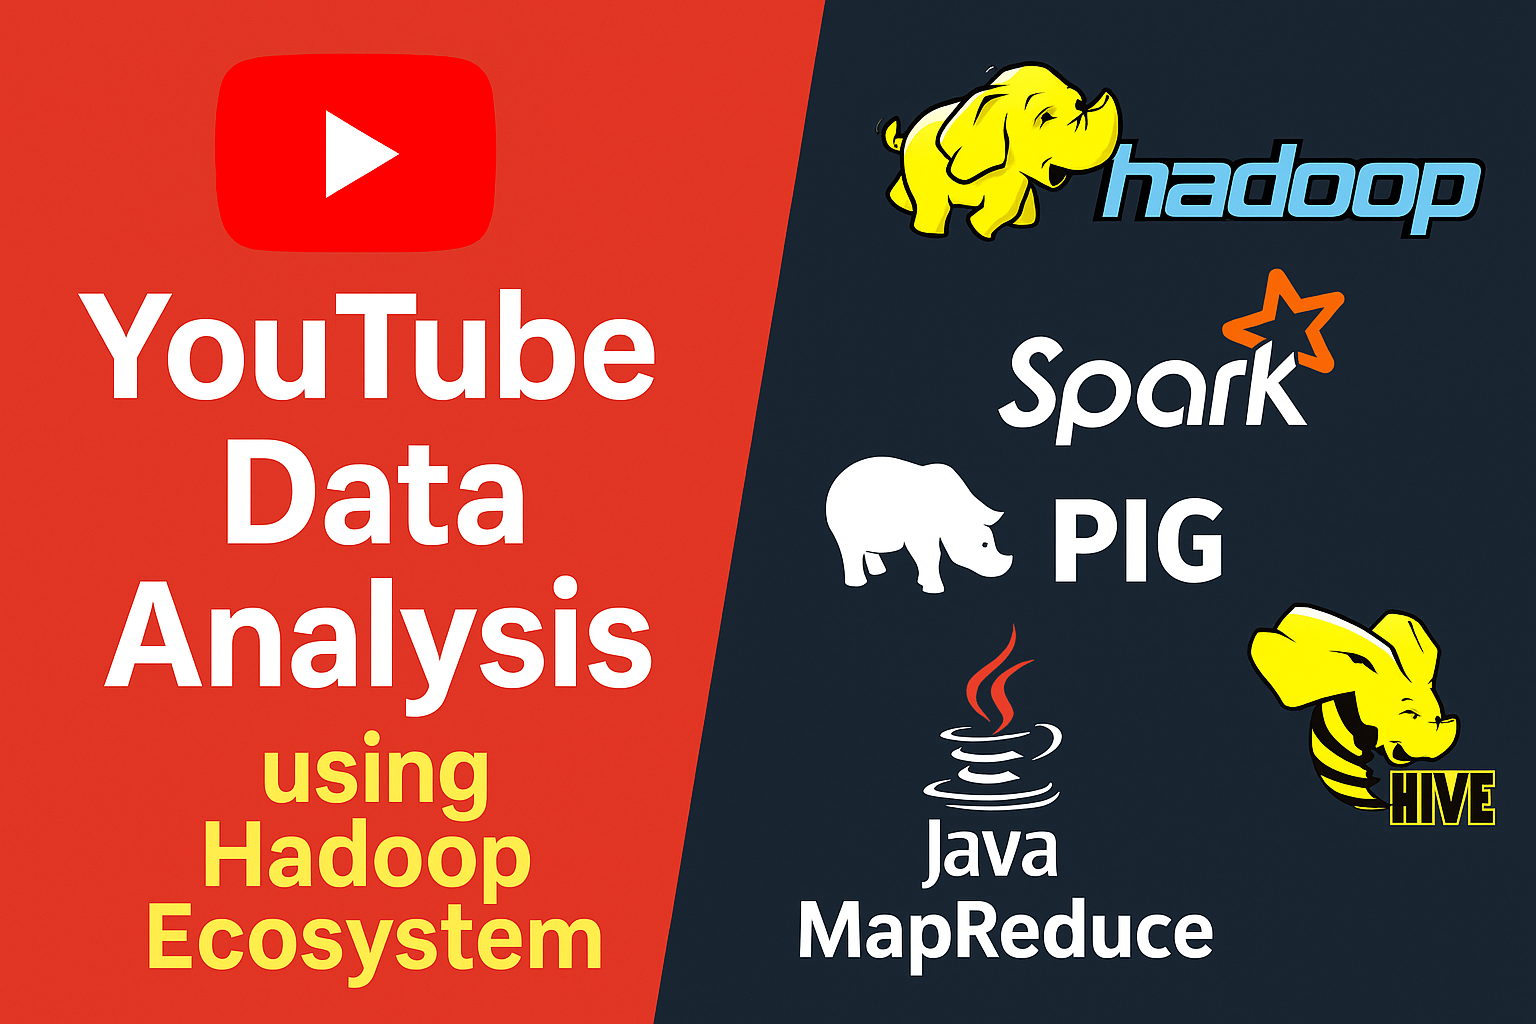 YouTube
Data
Analysis
using
Hadoop
Ecosystem
hadoop
Spark
PIG
HIVE
Java
MapReduce